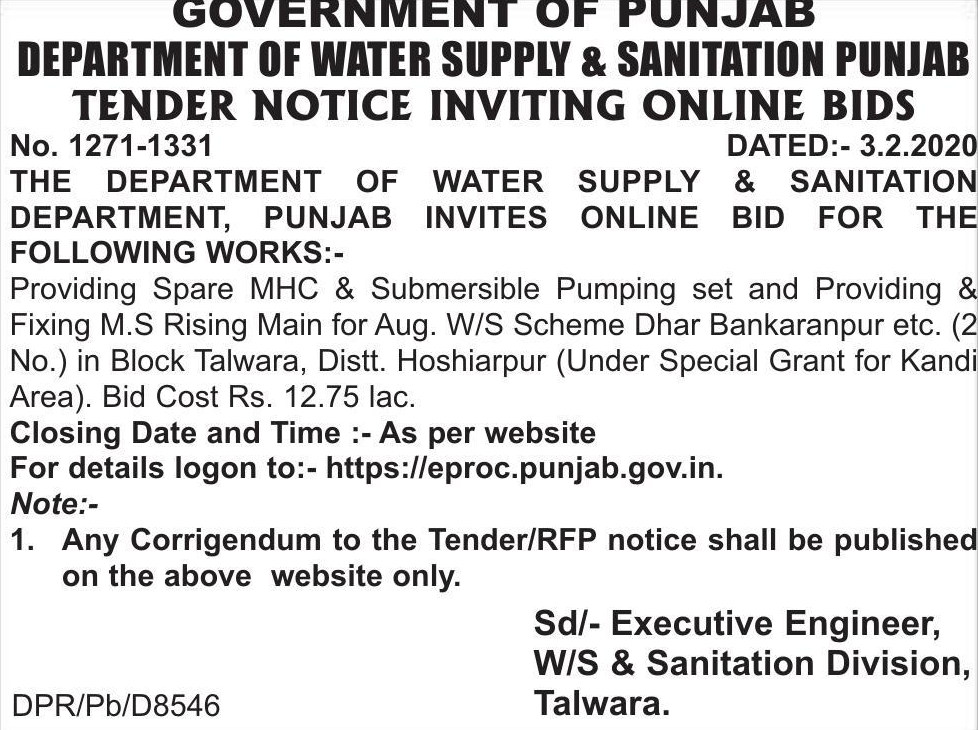 GOVERNMENT OF PUNJAB
DEPARTMENT OF WATER SUPPLY & SANITATION PUNJAB
TENDER NOTICE INVITING ONLINE BIDS
No. 1271-1331 DATED:- 3.2.2020
THE DEPARTMENT OF WATER SUPPLY & SANITATION
DEPARTMENT, PUNJAB INVITES ONLINE BID FOR THE
FOLLOWING WORKS:-
Providing Spare MHC & Submersible Pumping set and Providing &
Fixing M.S Rising Main for Aug. W/S Scheme Dhar Bankaranpur etc. (2
No.) in Block Talwara, Distt. Hoshiarpur (Under Special Grant for Kandi
Area). Bid Cost Rs. 12.75 lac.
Closing Date and Time :- As per website
For details logon to:- https://eproc.punjab.gov.in.
Note:-
1. Any Corrigendum to the Tender/RFP notice shall be published
on the above website only.
Sd/- Executive Engineer,
W/S & Sanitation Division,
DPR/Pb/D8546 Talwara.